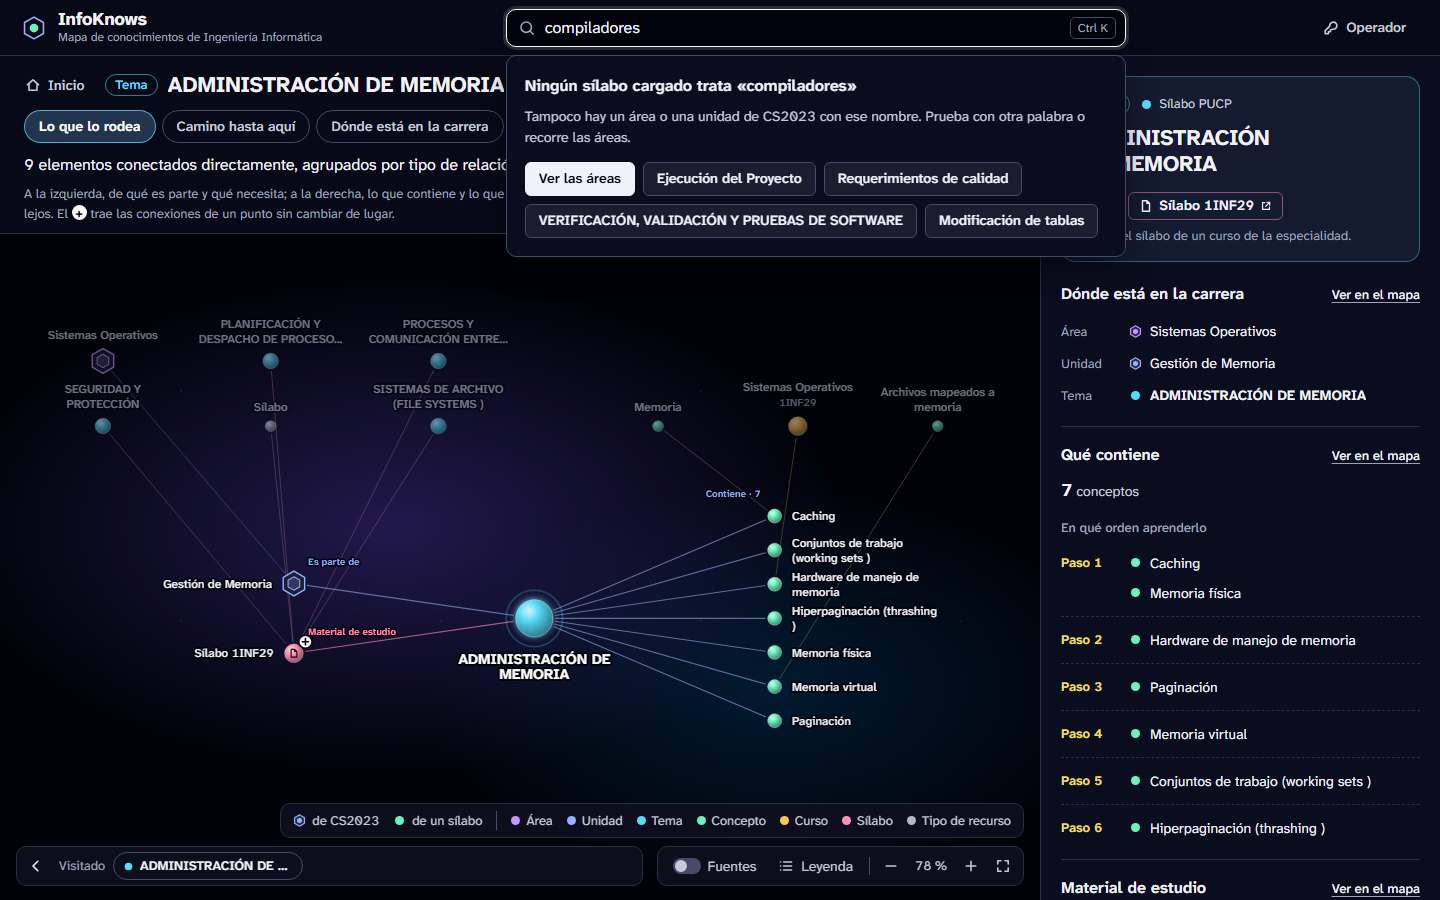 InfoKnows
Mapa de conocimientos de Ingeniería Informática
compiladores
Ctrl K
Operador
Inicio
Tema
ADMINISTRACIÓN DE MEMORIA
Lo que lo rodea
Camino hasta aquí
Dónde está en la carrera
9 elementos conectados directamente, agrupados por tipo de relació
A la izquierda, de qué es parte y qué necesita; a la derecha, lo que contiene y lo que
lejos. El + trae las conexiones de un punto sin cambiar de lugar.
Ningún sílabo cargado trata «compiladores»
Tampoco hay un área o una unidad de CS2023 con ese nombre. Prueba con otra palabra o
recorre las áreas.
Ver las áreas
Ejecución del Proyecto
Requerimientos de calidad
VERIFICACIÓN, VALIDACIÓN Y PRUEBAS DE SOFTWARE
Modificación de tablas
Sílabo PUCP
INISTRACIÓN
MEMORIA
Sílabo 1INF29
el sílabo de un curso de la especialidad.
Sistemas Operativos
PLANIFICACIÓN Y
DESPACHO DE PROCESO...
PROCESOS Y
COMUNICACIÓN ENTRE...
SEGURIDAD Y
PROTECCIÓN
Sílabo
SISTEMAS DE ARCHIVO
(FILE SYSTEMS )
Memoria
Sistemas Operativos
1INF29
Archivos mapeados a
memoria
Contiene · 7
Caching
Conjuntos de trabajo
(working sets )
Hardware de manejo de
memoria
Hiperpaginación (thrashing
)
Memoria física
Memoria virtual
Paginación
Es parte de
Gestión de Memoria
Material de estudio
Sílabo 1INF29
ADMINISTRACIÓN DE
MEMORIA
de CS2023
de un sílabo
Área
Unidad
Tema
Concepto
Curso
Sílabo
Tipo de recurso
Visitado
ADMINISTRACIÓN DE ...
Fuentes
Leyenda
78 %
Dónde está en la carrera
Ver en el mapa
Área
Sistemas Operativos
Unidad
Gestión de Memoria
Tema
ADMINISTRACIÓN DE MEMORIA
Qué contiene
Ver en el mapa
7 conceptos
En qué orden aprenderlo
Paso 1
Caching
Memoria física
Paso 2
Hardware de manejo de memoria
Paso 3
Paginación
Paso 4
Memoria virtual
Paso 5
Conjuntos de trabajo (working sets )
Paso 6
Hiperpaginación (thrashing )
Material de estudio
Ver en el mapa